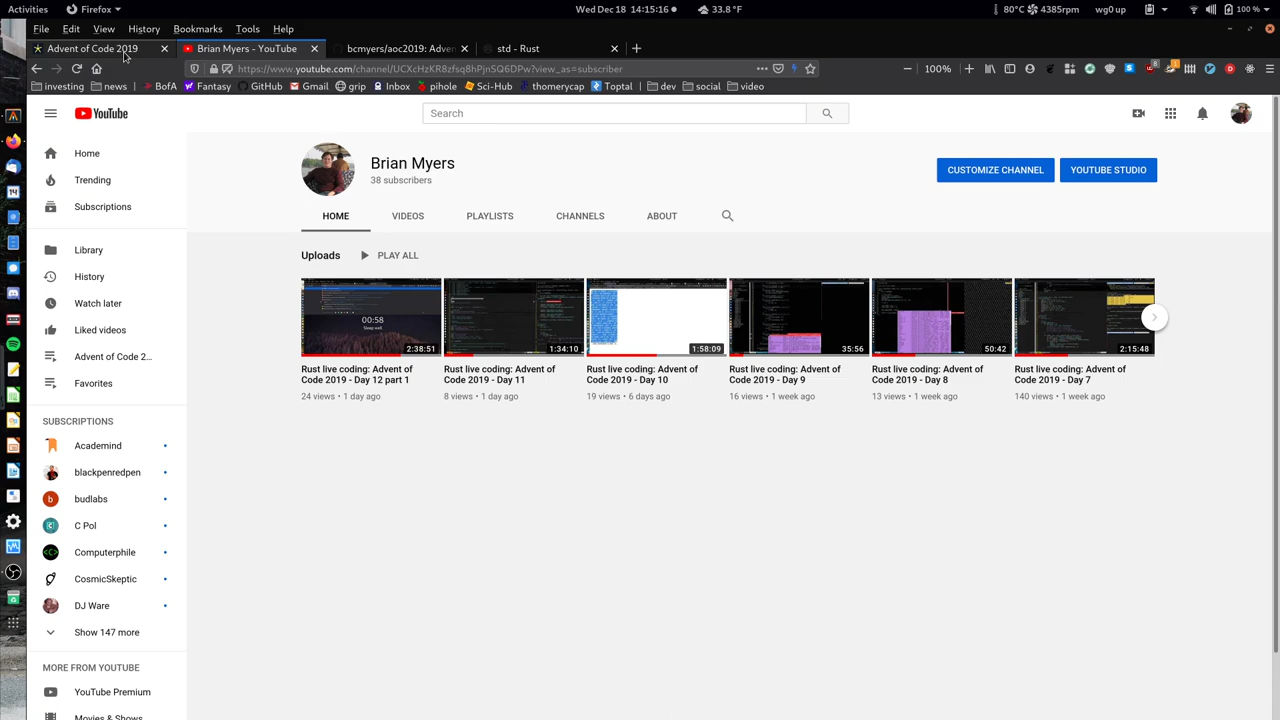 Activities Firefox Wed Dec 18 14:15:16 33.8 °F 80°C 4385rpm wg0 up 100 %
File Edit View History Bookmarks Tools Help
Advent of Code 2019 Brian Myers - YouTube bcmyers/aoc2019: Adven std - Rust
https://www.youtube.com/channel/UCXcHzKR8zfsq8hPjnSQ6DPw?view_as=subscriber 100%
investing news BofA Fantasy GitHub Gmail grip Inbox pihole Sci-Hub thomerycap Toptal dev social video
YouTube
Search
Home
Trending
Subscriptions
Library
History
Watch later
Liked videos
Advent of Code 2...
Favorites
SUBSCRIPTIONS
Academind
blackpenredpen
budlabs
C Pol
Computerphile
CosmicSkeptic
DJ Ware
Show 147 more
MORE FROM YOUTUBE
YouTube Premium
Movies & Shows
Brian Myers
38 subscribers
CUSTOMIZE CHANNEL YOUTUBE STUDIO
HOME VIDEOS PLAYLISTS CHANNELS ABOUT
Uploads PLAY ALL
00:58
Sleep well
2:38:51 1:34:10 1:58:09 35:56 50:42 2:15:48
Rust live coding: Advent of
Code 2019 - Day 12 part 1
24 views • 1 day ago
Rust live coding: Advent of
Code 2019 - Day 11
8 views • 1 day ago
Rust live coding: Advent of
Code 2019 - Day 10
19 views • 6 days ago
Rust live coding: Advent of
Code 2019 - Day 9
16 views • 1 week ago
Rust live coding: Advent of
Code 2019 - Day 8
13 views • 1 week ago
Rust live coding: Advent of
Code 2019 - Day 7
140 views • 1 week ago